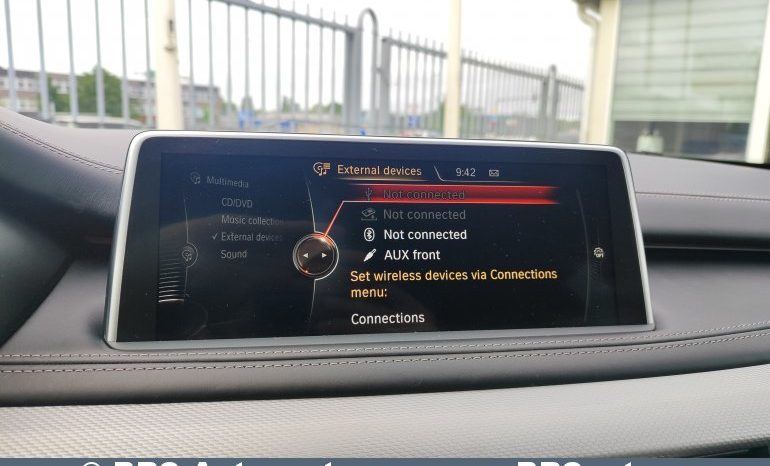 External devices 9:42
Multimedia
CD/DVD
Music collection
✓ External devices
Sound
Not connected
Not connected
Not connected
AUX front
Set wireless devices via Connections
menu:
Connections